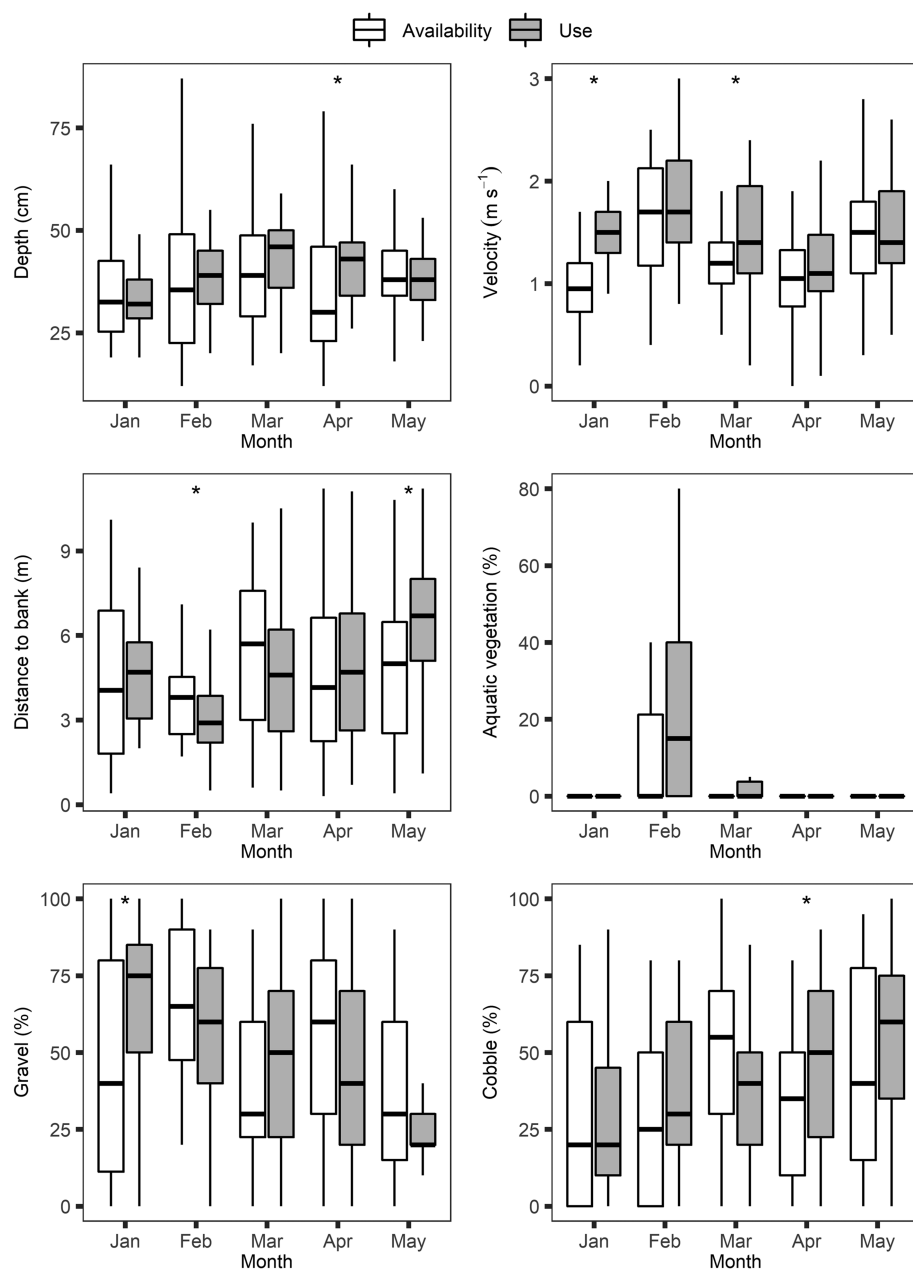 Availability Use
*
Depth (cm)
75
50
25
Jan Feb Mar Apr May
Month
* *
Velocity (m s⁻¹)
3
2
1
0
Jan Feb Mar Apr May
Month
* *
Distance to bank (m)
9
6
3
0
Jan Feb Mar Apr May
Month
Aquatic vegetation (%)
80
60
40
20
0
Jan Feb Mar Apr May
Month
*
Gravel (%)
100
75
50
25
0
Jan Feb Mar Apr May
Month
*
Cobble (%)
100
75
50
25
0
Jan Feb Mar Apr May
Month